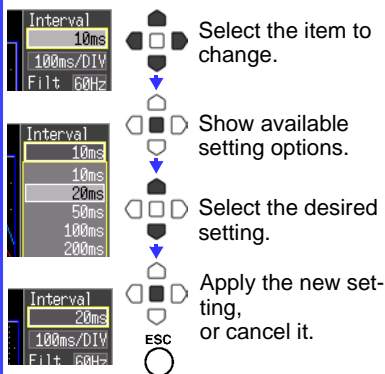 Interval
10ms
100ms/DIV
Filt 60Hz
Select the item to
change.
Interval
10ms
10ms
20ms
50ms
100ms
200ms
Show available
setting options.
Select the desired
setting.
Interval
20ms
100ms/DIV
Filt 60Hz
Apply the new set-
ting,
or cancel it.
ESC